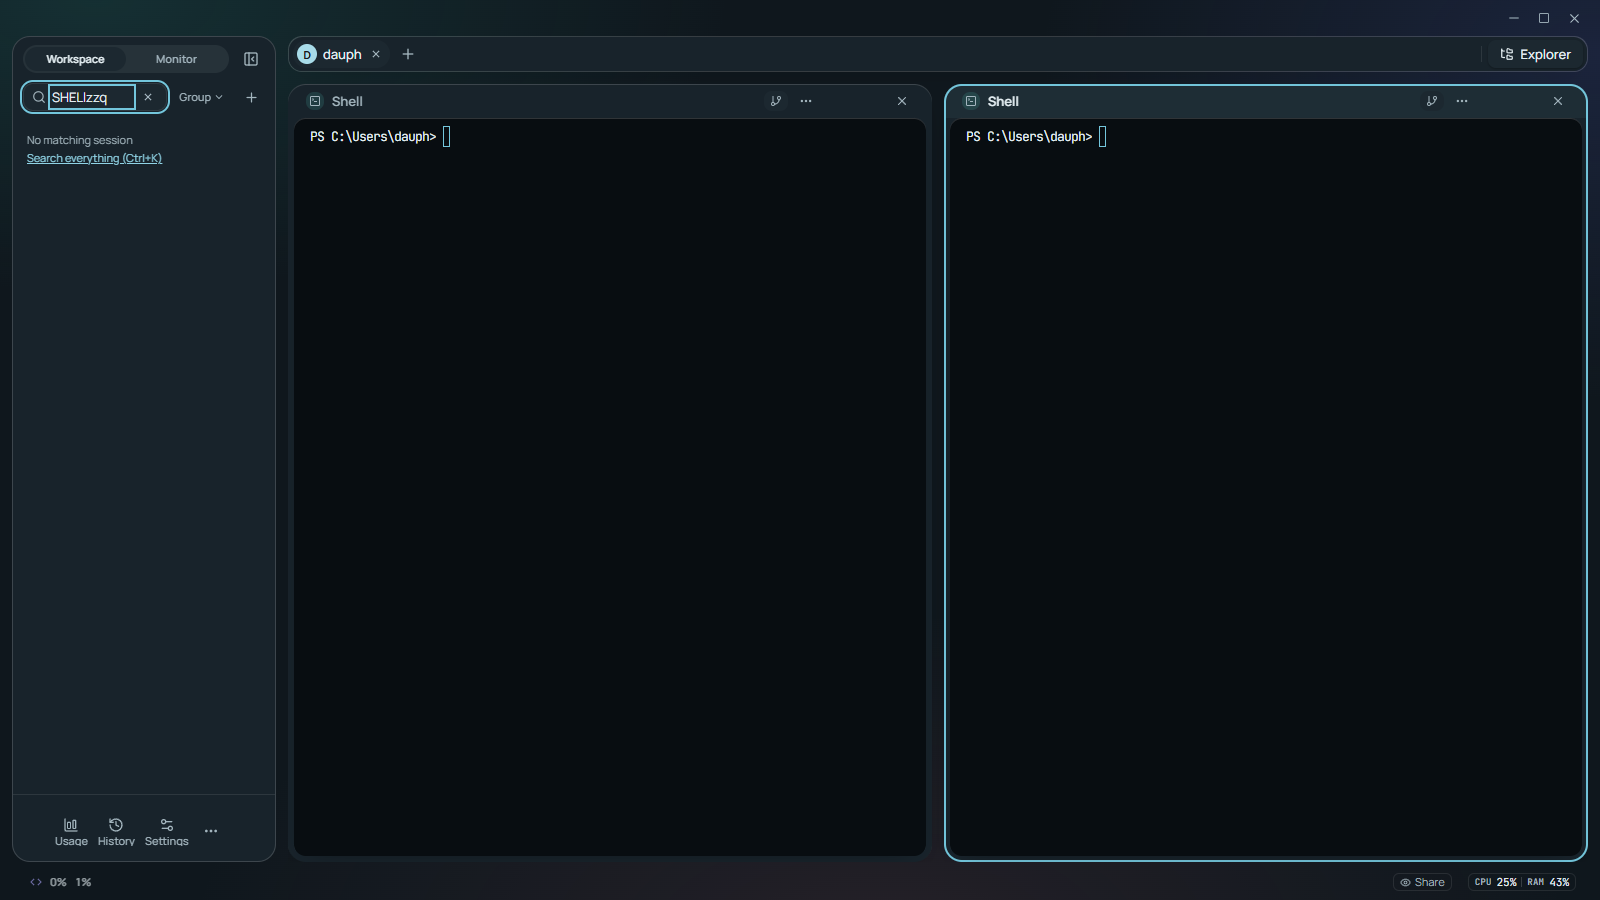 Workspace
Monitor
D dauph
Explorer
SHELlzzq
Group
No matching session
Search everything (Ctrl+K)
Shell
PS C:\Users\dauph>
Shell
PS C:\Users\dauph>
Usage
History
Settings
0% 1%
Share
CPU 25% RAM 43%